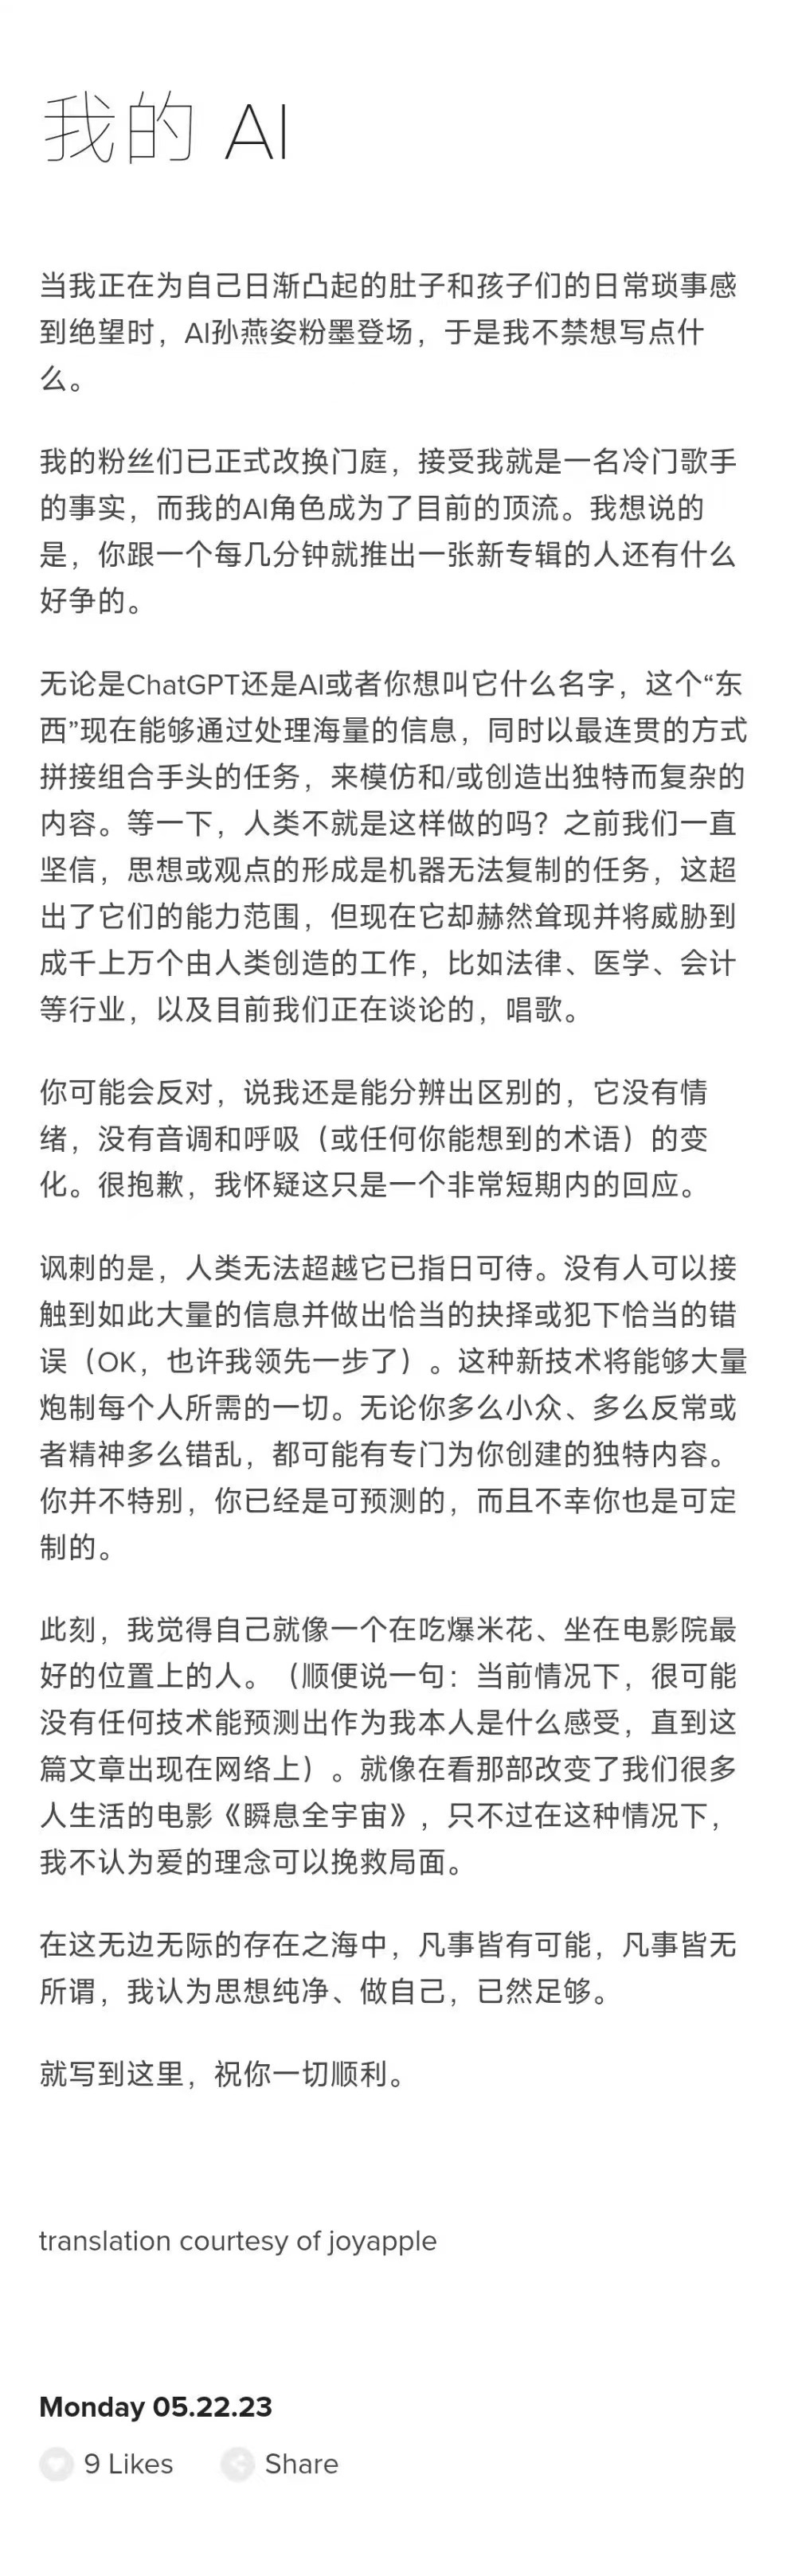 我的 AI
当我正在为自己日渐凸起的肚子和孩子们的日常琐事感
到绝望时，AI孙燕姿粉墨登场，于是我不禁想写点什
么。
我的粉丝们已正式改换门庭，接受我就是一名冷门歌手
的事实，而我的AI角色成为了目前的顶流。我想说的
是，你跟一个每几分钟就推出一张新专辑的人还有什么
好争的。
无论是ChatGPT还是AI或者你想叫它什么名字，这个“东
西”现在能够通过处理海量的信息，同时以最连贯的方式
拼接组合手头的任务，来模仿和/或创造出独特而复杂的
内容。等一下，人类不就是这样做的吗？之前我们一直
坚信，思想或观点的形成是机器无法复制的任务，这超
出了它们的能力范围，但现在它却赫然耸现并将威胁到
成千上万个由人类创造的工作，比如法律、医学、会计
等行业，以及目前我们正在谈论的，唱歌。
你可能会反对，说我还是能分辨出区别的，它没有情
绪，没有音调和呼吸（或任何你能想到的术语）的变
化。很抱歉，我怀疑这只是一个非常短期内的回应。
讽刺的是，人类无法超越它已指日可待。没有人可以接
触到如此大量的信息并做出恰当的抉择或犯下恰当的错
误（OK，也许我领先一步了）。这种新技术将能够大量
炮制每个人所需的一切。无论你多么小众、多么反常或
者精神多么错乱，都可能有专门为你创建的独特内容。
你并不特别，你已经是可预测的，而且不幸你也是可定
制的。
此刻，我觉得自己就像一个在吃爆米花、坐在电影院最
好的位置上的人。（顺便说一句：当前情况下，很可能
没有任何技术能预测出作为我本人是什么感受，直到这
篇文章出现在网络上）。就像在看那部改变了我们很多
人生活的电影《瞬息全宇宙》，只不过在这种情况下，
我不认为爱的理念可以挽救局面。
在这无边无际的存在之海中，凡事皆有可能，凡事皆无
所谓，我认为思想纯净、做自己，已然足够。
就写到这里，祝你一切顺利。
translation courtesy of joyapple
Monday 05.22.23
9 Likes Share